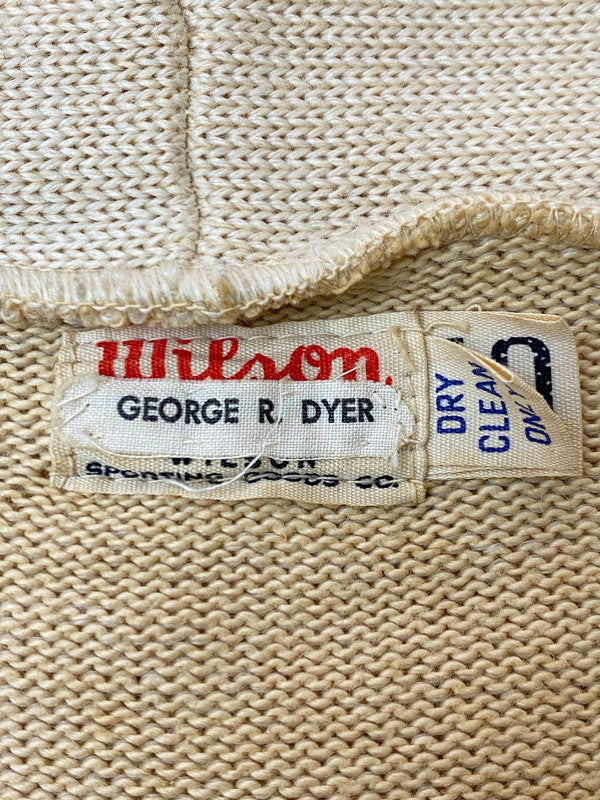 Wilson
GEORGE R. DYER
WILSON
SPORTING GOODS CO.
DRY
CLEAN
ONLY